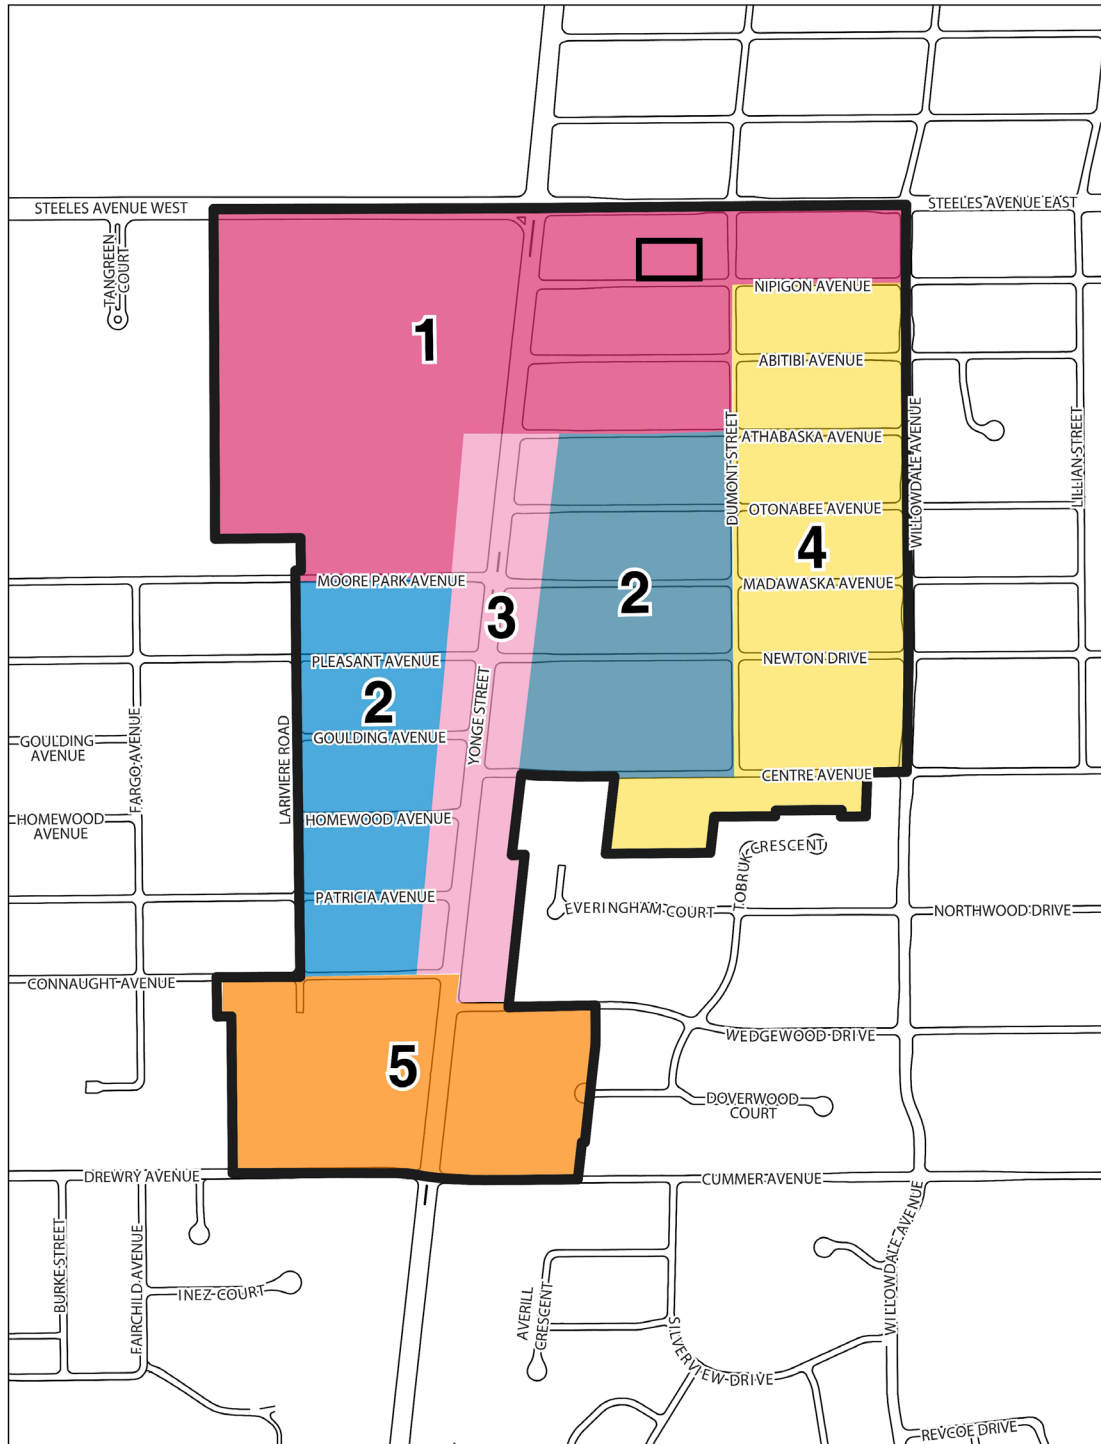 STEELES AVENUE WEST
STEELES AVENUE EAST
TANGREEN
COURT
NIPIGON AVENUE
1
ABITIBI AVENUE
DUMONT STREET
ATHABASKA AVENUE
WILLOWDALE AVENUE
LILLIAN STREET
OTONABEE AVENUE
4
MOORE PARK AVENUE
2
MADAWASKA AVENUE
3
PLEASANT AVENUE
NEWTON DRIVE
2
YONGE STREET
GOULDING
AVENUE
FARGO AVENUE
LARIVIERE ROAD
GOULDING AVENUE
CENTRE AVENUE
HOMEWOOD
AVENUE
HOMEWOOD AVENUE
TOBRUK CRESCENT
PATRICIA AVENUE
EVERINGHAM COURT
NORTHWOOD DRIVE
CONNAUGHT AVENUE
WEDGEWOOD DRIVE
5
DOVERWOOD
COURT
DREWRY AVENUE
CUMMER AVENUE
BURKE STREET
FAIRCHILD AVENUE
INEZ COURT
AVERILL
CRESCENT
WILLOWDALE AVENUE
SILVERVIEW DRIVE
REVCOE DRIVE